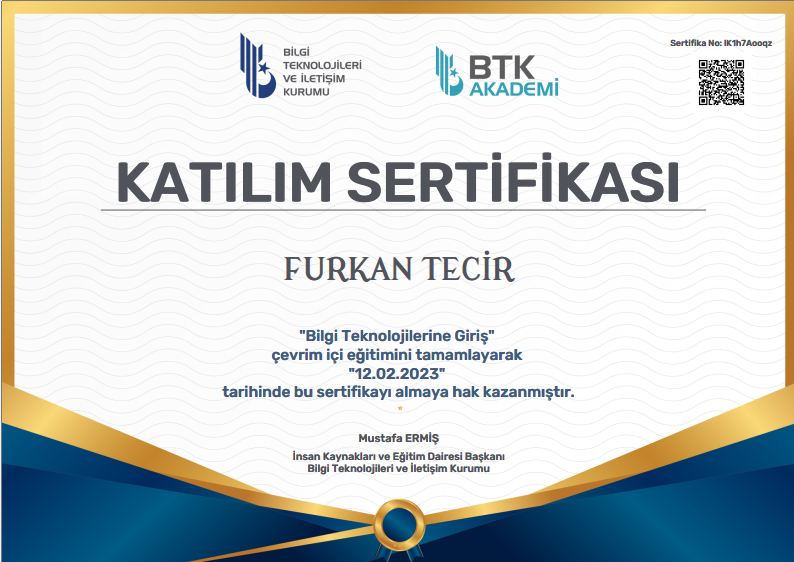 Sertifika No: lK1h7Aooqz
BİLGİ
TEKNOLOJİLERİ
VE İLETİŞİM
KURUMU
BTK
AKADEMİ
KATILIM SERTİFİKASI
FURKAN TECİR
"Bilgi Teknolojilerine Giriş"
çevrim içi eğitimini tamamlayarak
"12.02.2023"
tarihinde bu sertifikayı almaya hak kazanmıştır.
Mustafa ERMİŞ
İnsan Kaynakları ve Eğitim Dairesi Başkanı
Bilgi Teknolojileri ve İletişim Kurumu